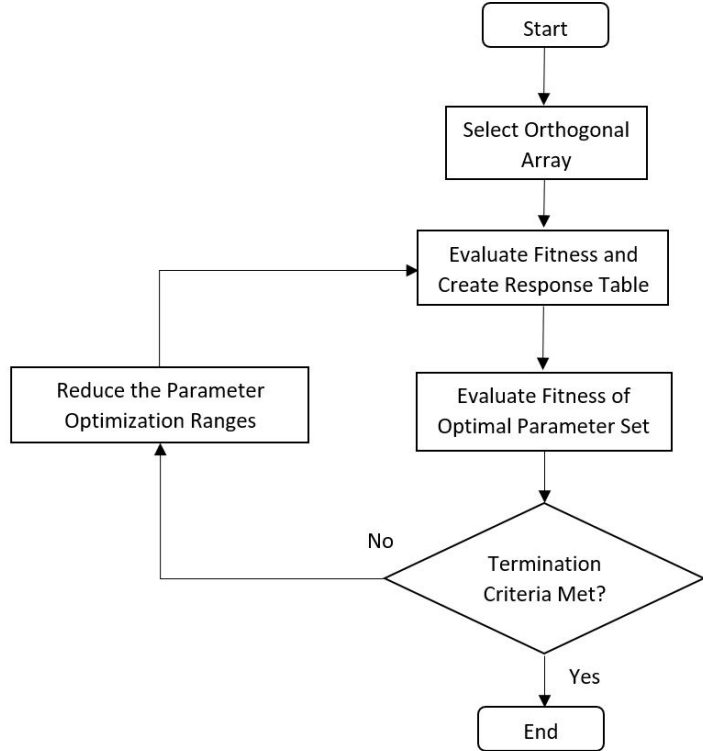 Start
Select Orthogonal
Array
Evaluate Fitness and
Create Response Table
Reduce the Parameter
Optimization Ranges
Evaluate Fitness of
Optimal Parameter Set
No
Termination
Criteria Met?
Yes
End